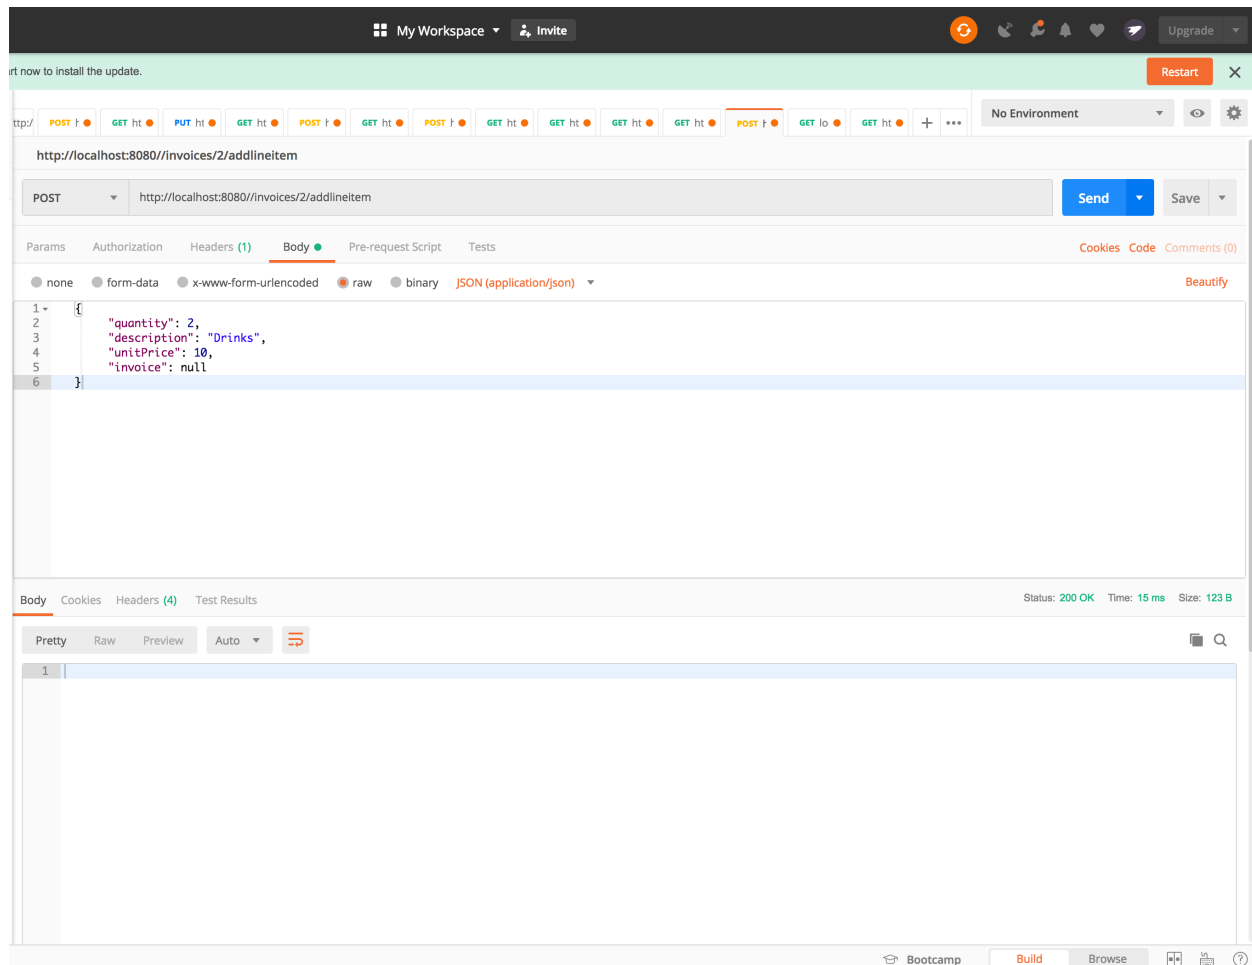 My Workspace Invite Upgrade
rt now to install the update. Restart
ttp:/ POST GET ht PUT ht GET ht POST GET ht POST GET ht GET ht GET ht GET ht POST GET lo GET ht + ••• No Environment
http://localhost:8080//invoices/2/addlineitem
POST http://localhost:8080//invoices/2/addlineitem Send Save
Params Authorization Headers (1) Body Pre-request Script Tests Cookies Code Comments (0)
none form-data x-www-form-urlencoded raw binary JSON (application/json) Beautify
1 {
2 "quantity": 2,
3 "description": "Drinks",
4 "unitPrice": 10,
5 "invoice": null
6 }
Body Cookies Headers (4) Test Results Status: 200 OK Time: 15 ms Size: 123 B
Pretty Raw Preview Auto
1
Bootcamp Build Browse